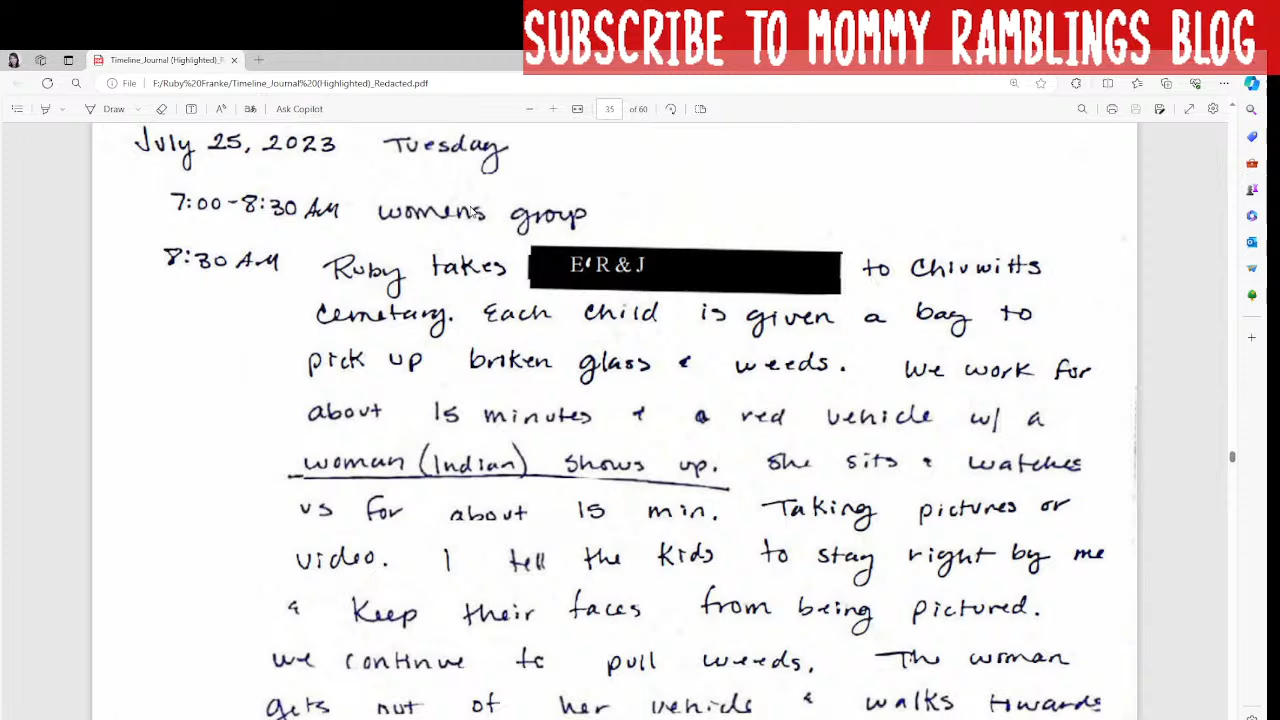 SUBSCRIBE TO MOMMY RAMBLINGS BLOG
Timeline_Journal (Highlighted)_R
File F:/Ruby%20Franke/Timeline_Journal%20(Highlighted)_Redacted.pdf
Draw Ask Copilot 35 of 60
July 25, 2023 Tuesday
7:00-8:30 AM womens group
8:30 AM Ruby takes E R & J to Chivwitts
Cemetary. Each child is given a bag to
pick up broken glass & weeds. We work for
about 15 minutes & a red vehicle w/ a
woman (Indian) shows up. She sits & watches
us for about 15 min. Taking pictures or
video. I tell the kids to stay right by me
& keep their faces from being pictured.
we continue to pull weeds. The woman
gets out of her vehicle & walks towards